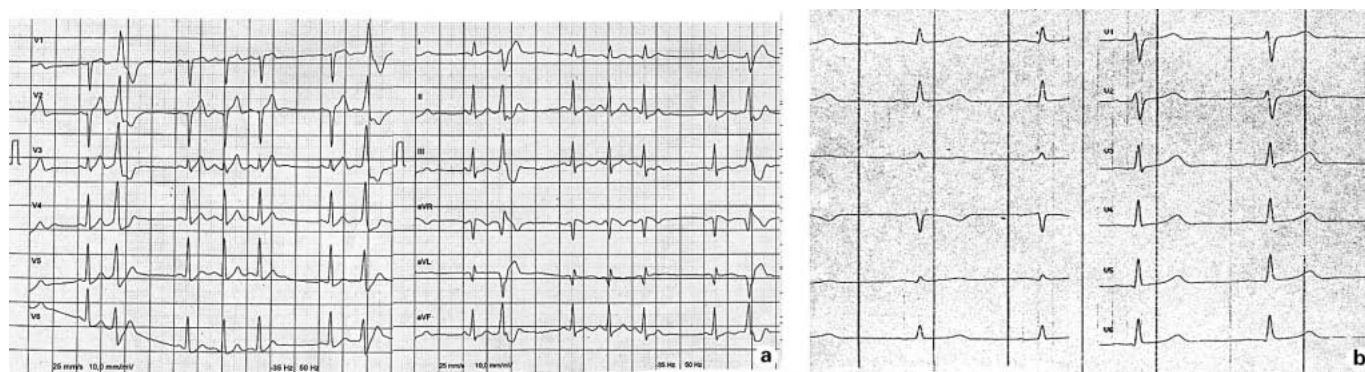 V1
V2
V3
V4
V5
V6
25 mm/s 10,0 mm/mV
-35 Hz 50 Hz
I
II
III
aVR
aVL
aVF
25 mm/s 10,0 mm/mV
-35 Hz 50 Hz
a
V1
V2
V3
V4
V5
V6
b